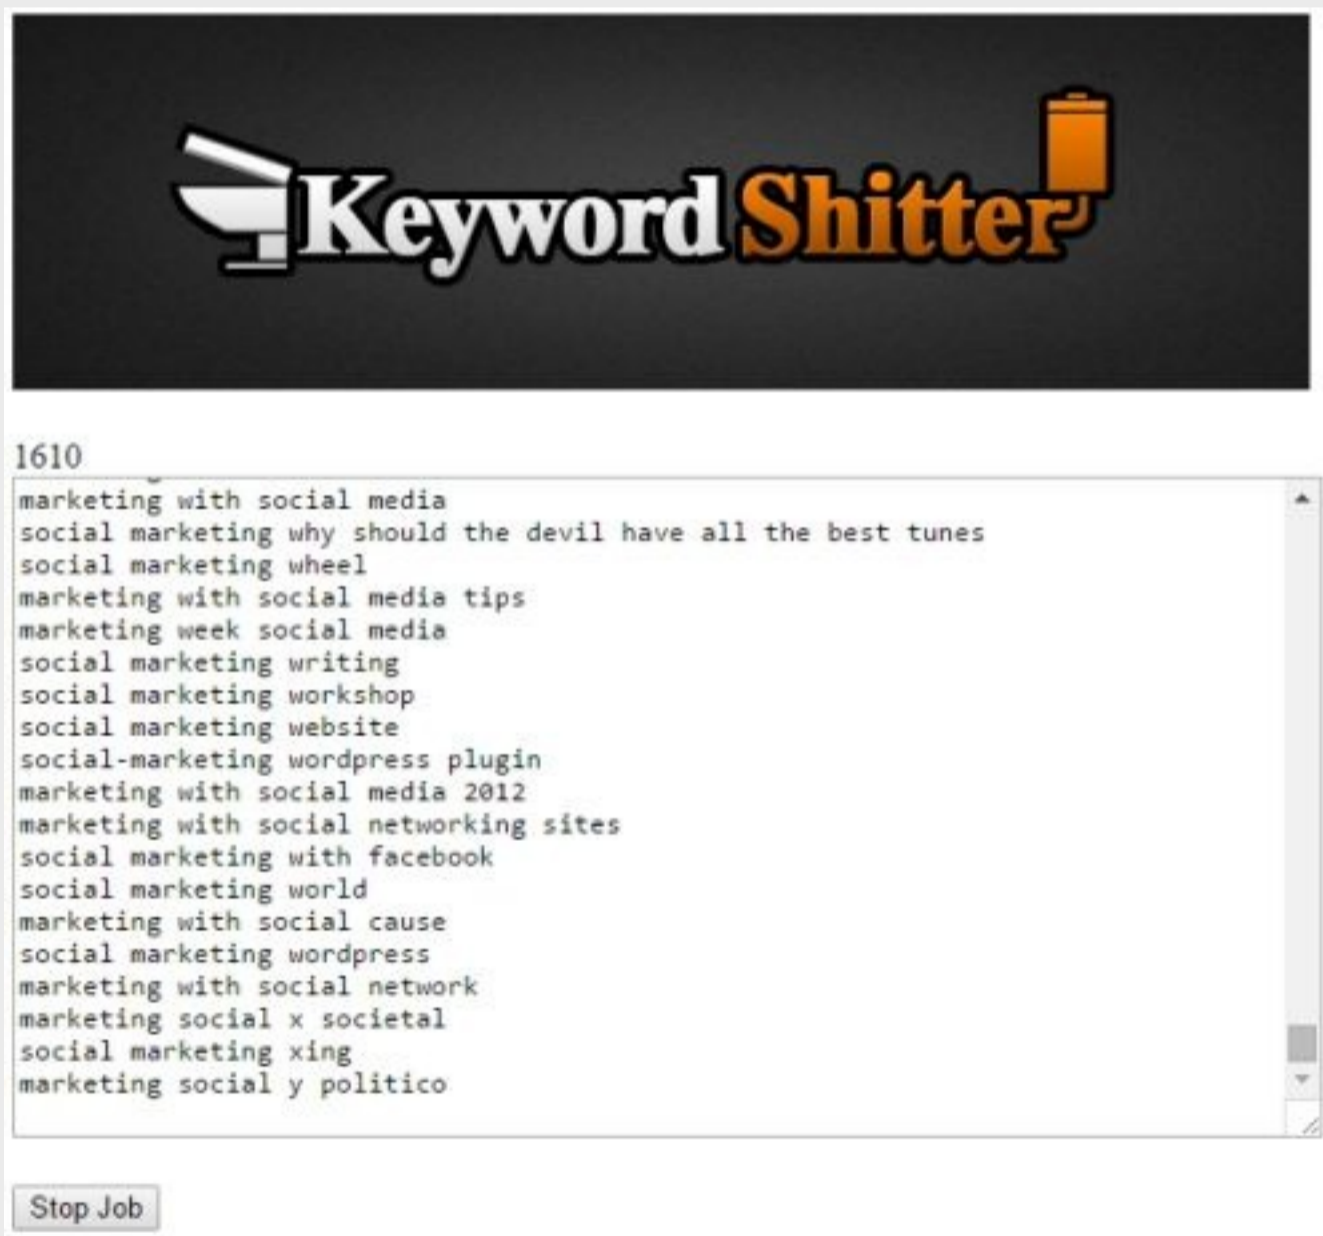 Keyword Shitter
1610
marketing with social media
social marketing why should the devil have all the best tunes
social marketing wheel
marketing with social media tips
marketing week social media
social marketing writing
social marketing workshop
social marketing website
social-marketing wordpress plugin
marketing with social media 2012
marketing with social networking sites
social marketing with facebook
social marketing world
marketing with social cause
social marketing wordpress
marketing with social network
marketing social x societal
social marketing xing
marketing social y politico
Stop Job